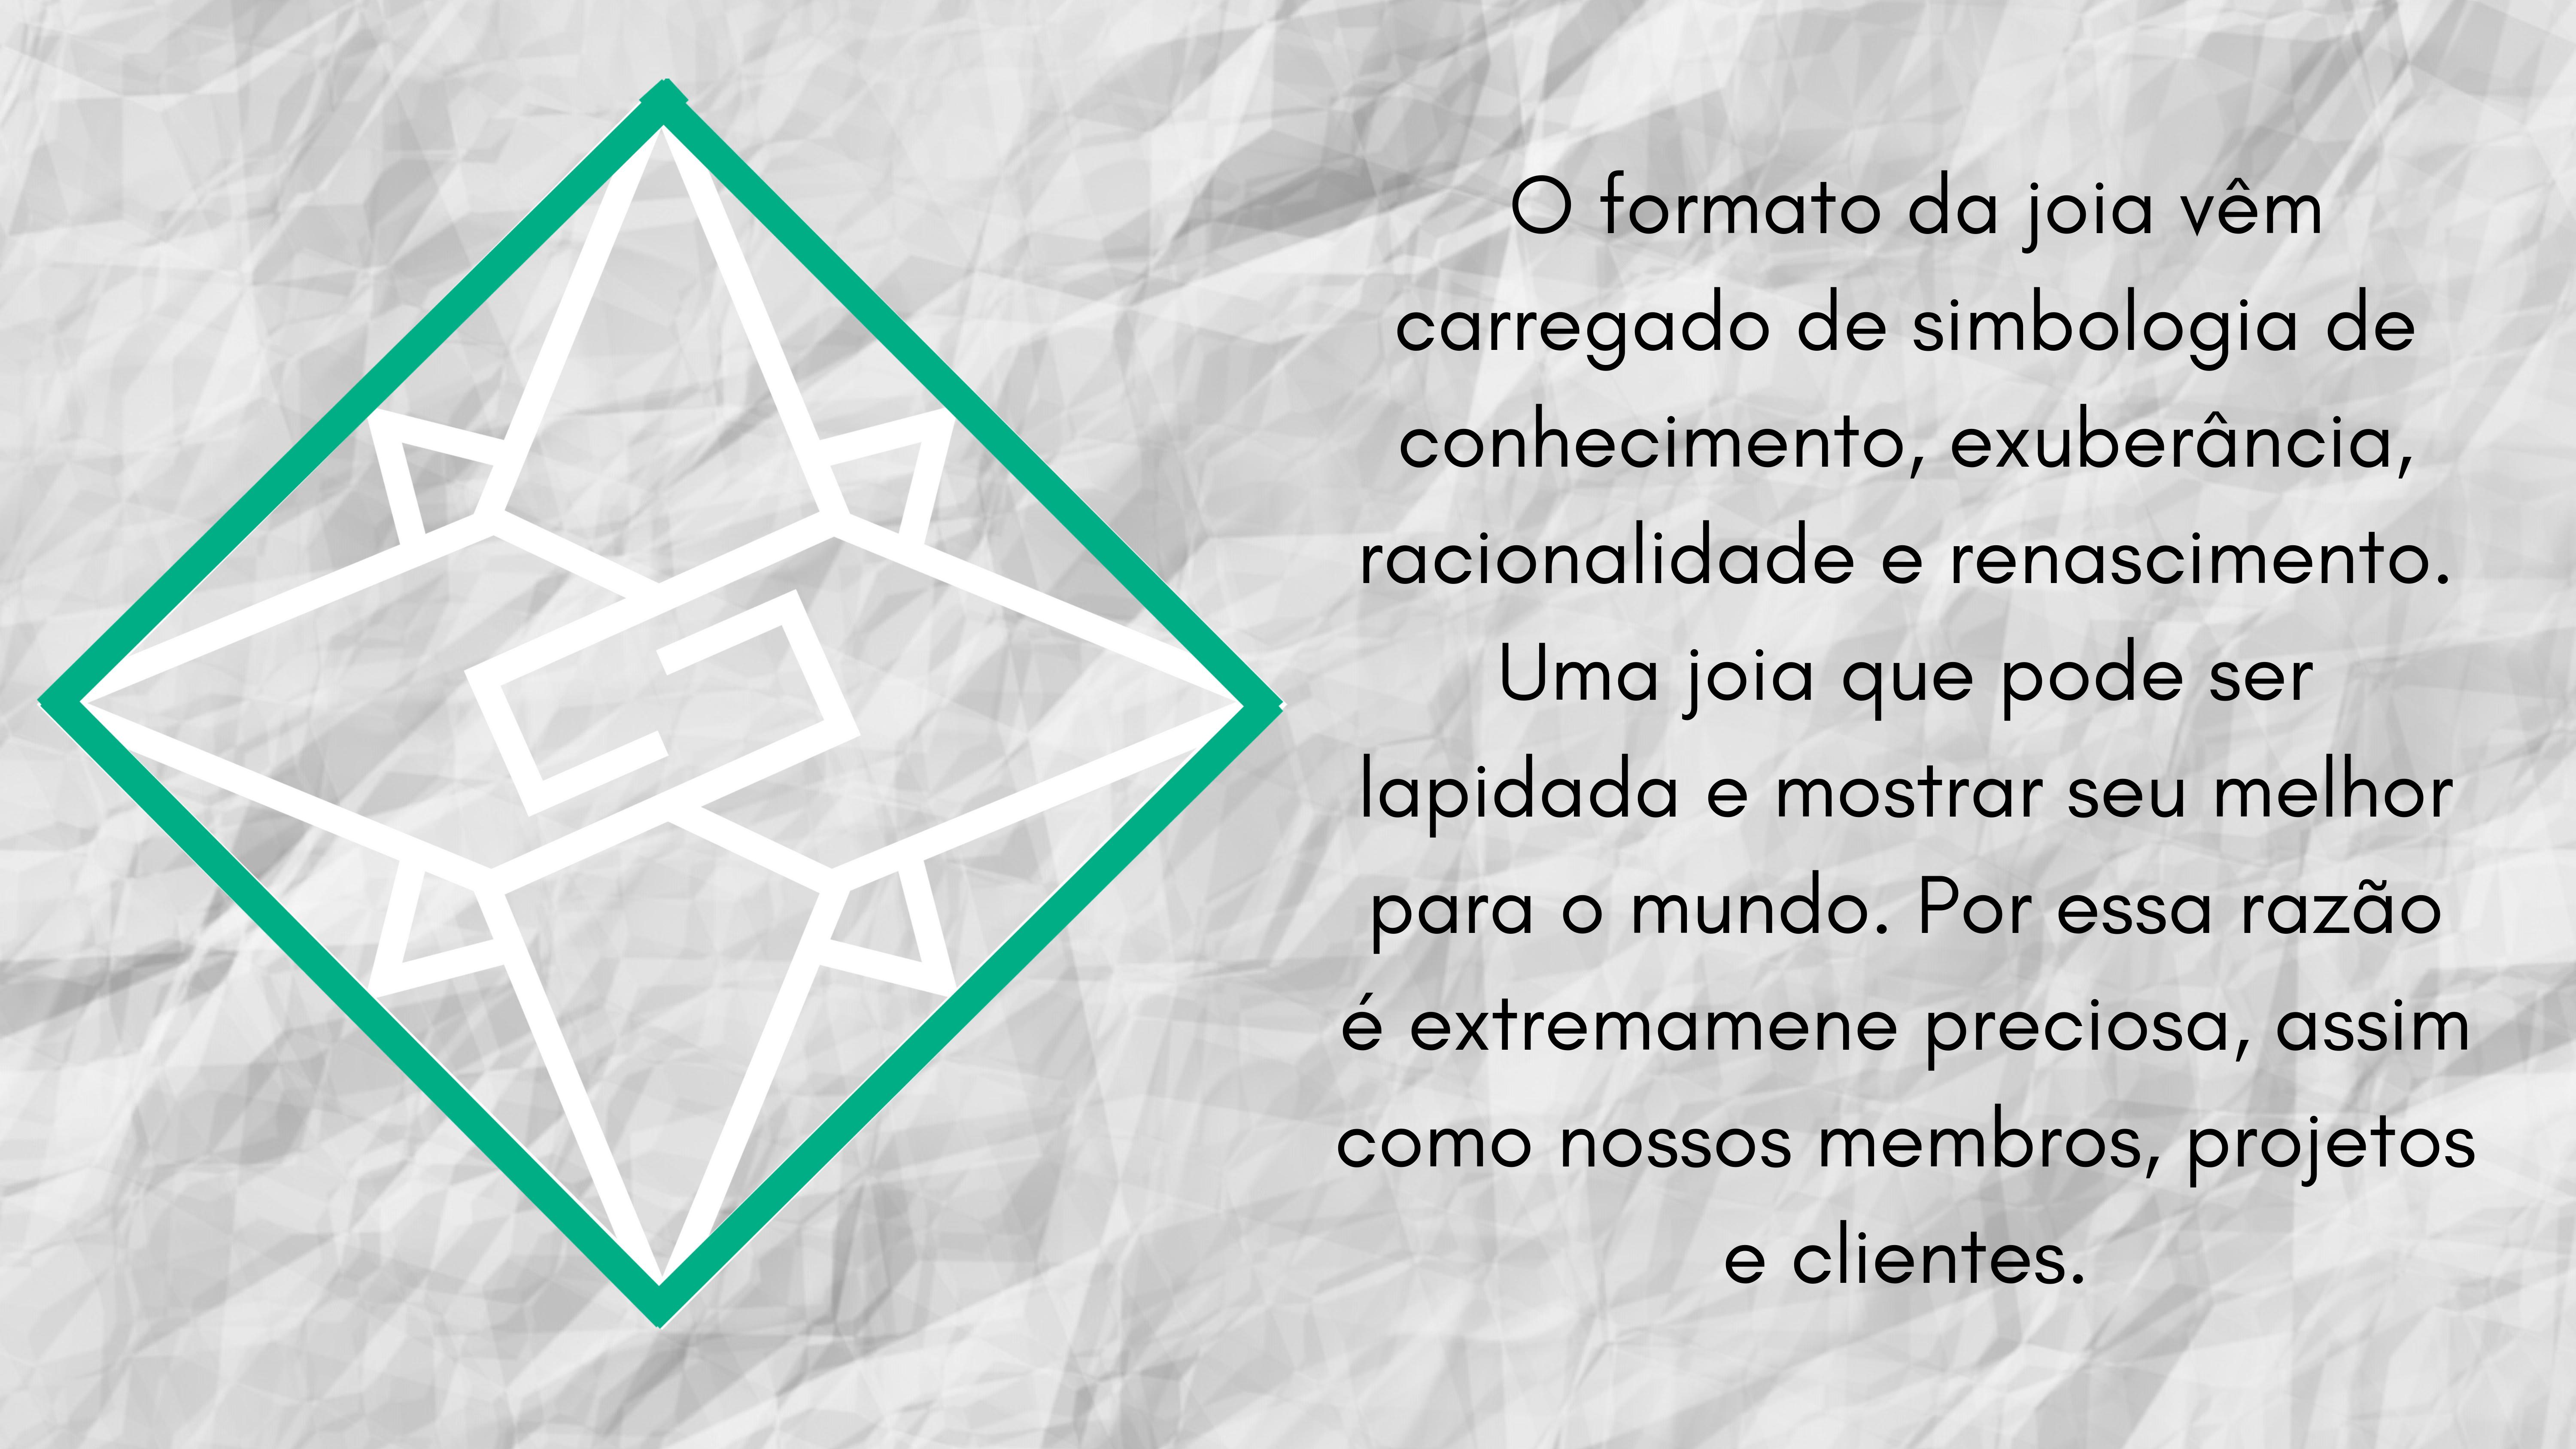 O formato da joia vêm
carregado de simbologia de
conhecimento, exuberância,
racionalidade e renascimento.
Uma joia que pode ser
lapidada e mostrar seu melhor
para o mundo. Por essa razão
é extremamene preciosa, assim
como nossos membros, projetos
e clientes.